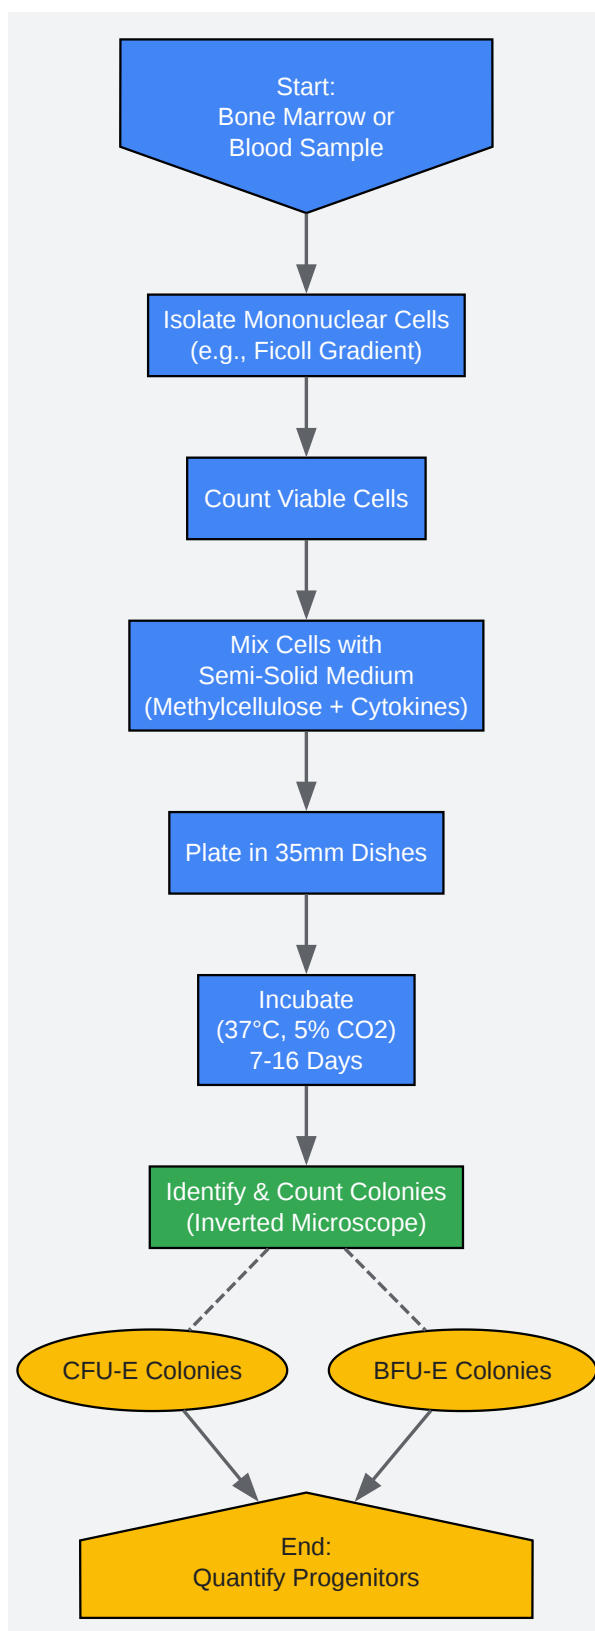 Start:
Bone Marrow or
Blood Sample
Isolate Mononuclear Cells
(e.g., Ficoll Gradient)
Count Viable Cells
Mix Cells with
Semi-Solid Medium
(Methylcellulose + Cytokines)
Plate in 35mm Dishes
Incubate
(37°C, 5% CO2)
7-16 Days
Identify & Count Colonies
(Inverted Microscope)
CFU-E Colonies
BFU-E Colonies
End:
Quantify Progenitors